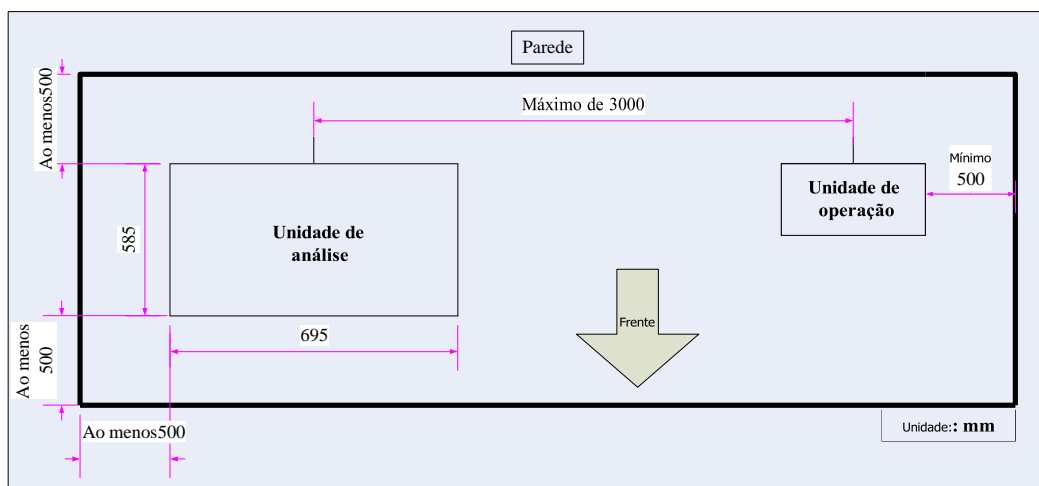 Parede
Ao menos500
Máximo de 3000
Mínimo
500
Unidade de
operação
585
Unidade de
análise
Frente
Ao menos
500
695
Ao menos500
Unidade:: mm